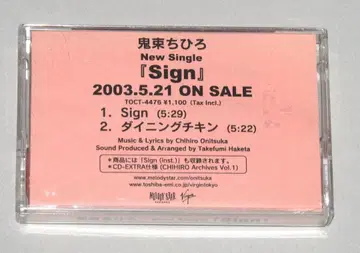 鬼束ちひろ
New Single
『Sign』
2003.5.21 ON SALE
TOCT-4476 ¥1,100 (Tax Incl.)
1. Sign (5:29)
2. ダイニングチキン (5:22)
Music & Lyrics by Chihiro Onitsuka
Sound Produced & Arranged by Takefumi Haketa
*商品には「Sign (inst.)」も収録されます。
*CD-EXTRA仕様 (CHIHIRO Archives Vol.1)
www.mobidystar.com/onitsuka
www.toshiba-emi.co.jp/virgintokyo
Virgin